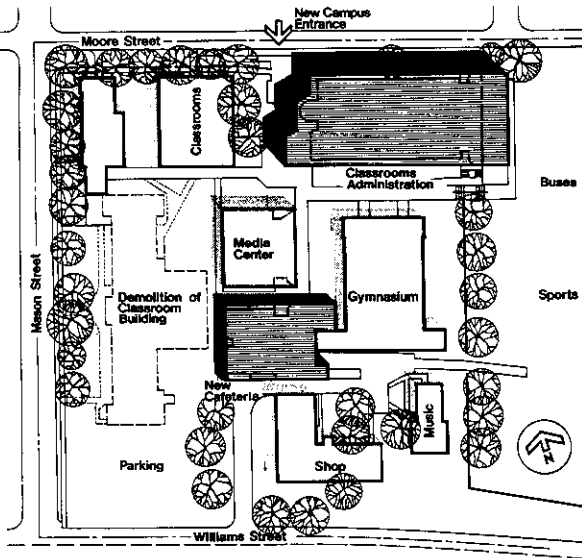 New Campus
Entrance
Moore Street
Classrooms
Classrooms
Administration
Buses
Media
Center
Mason Street
Demolition of
Classroom
Building
Gymnasium
Sports
New
Cafeteria
Music
Parking
Shop
N
Williams Street